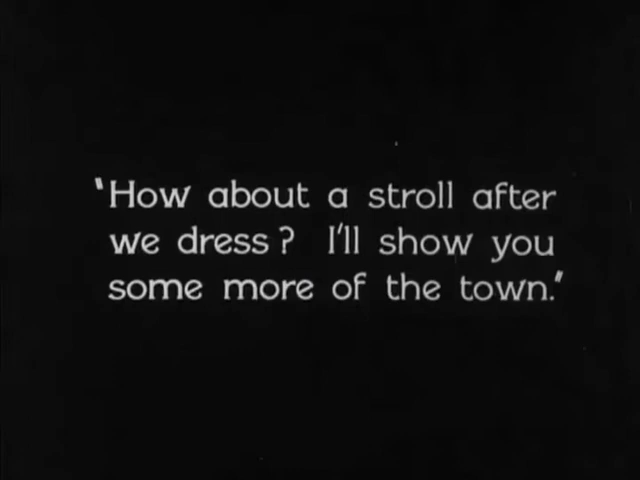 "How about a stroll after
we dress? I'll show you
some more of the town."